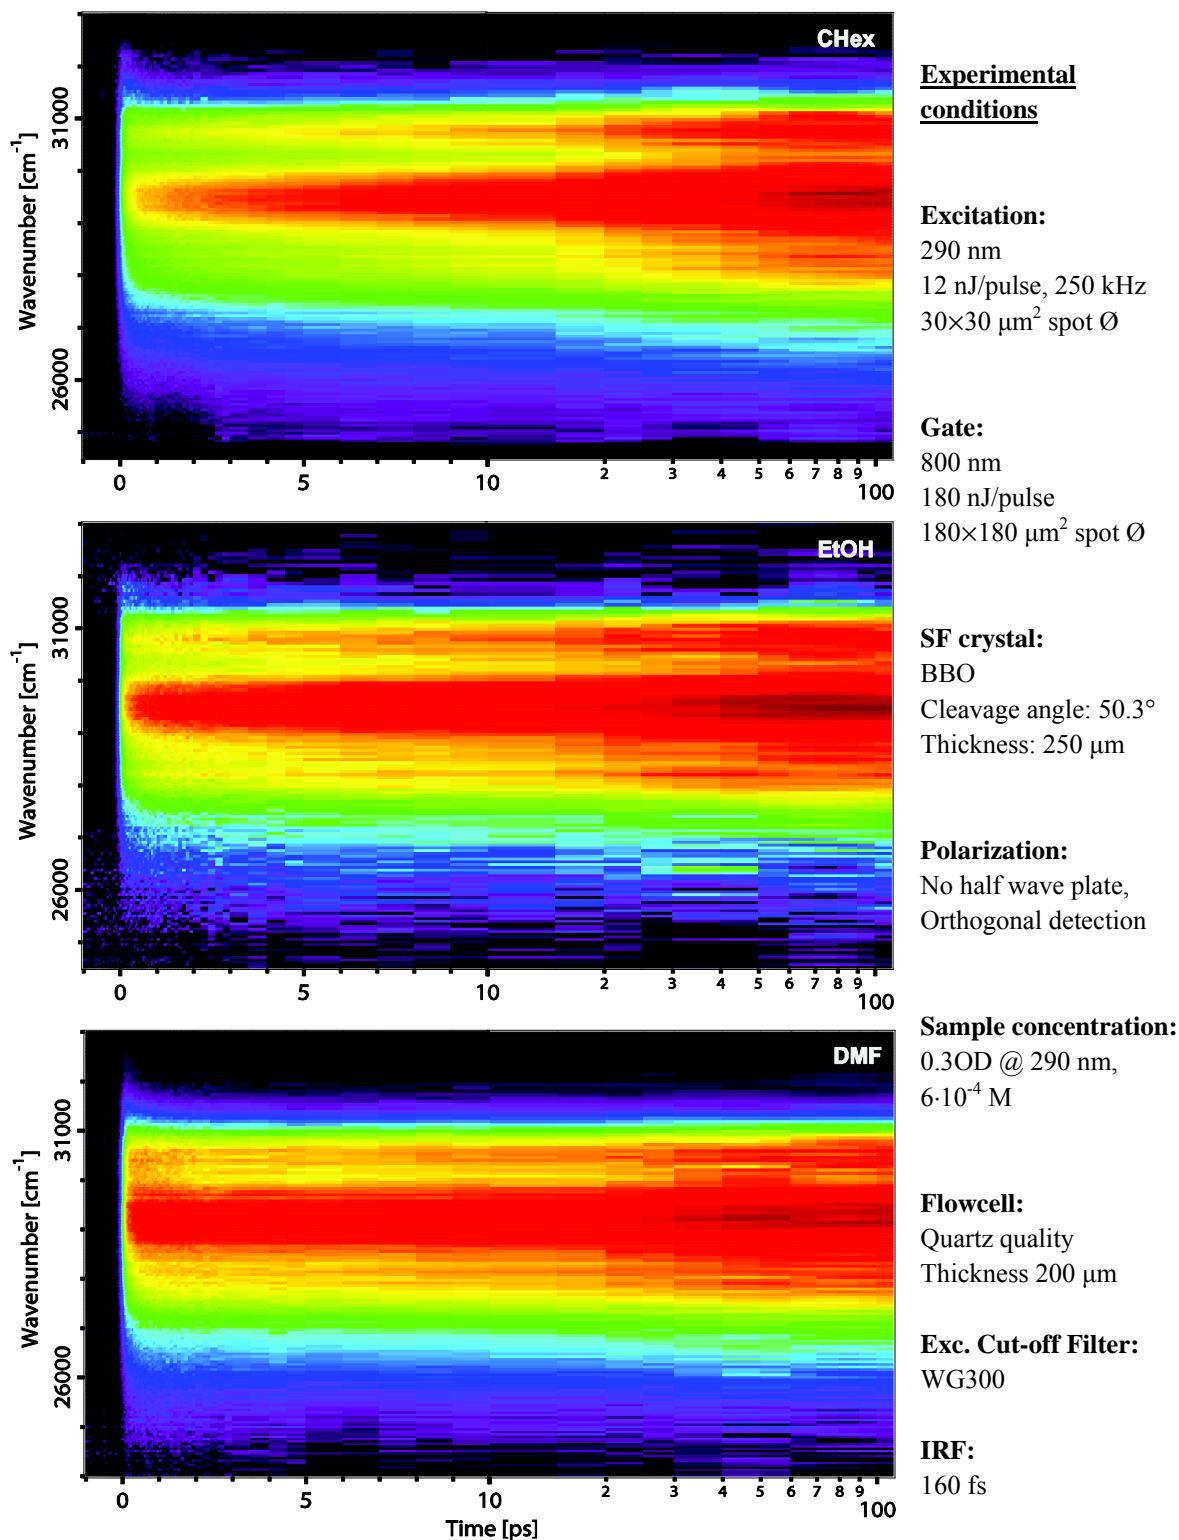 CHex
Wavenumber [cm⁻¹]
31000
26000
0 5 10 2 3 4 5 6 7 8 9 100
EtOH
Wavenumber [cm⁻¹]
31000
26000
0 5 10 2 3 4 5 6 7 8 9 100
DMF
Wavenumber [cm⁻¹]
31000
26000
0 5 10 2 3 4 5 6 7 8 9 100
Time [ps]
Experimental
conditions
Excitation:
290 nm
12 nJ/pulse, 250 kHz
30×30 μm² spot Ø
Gate:
800 nm
180 nJ/pulse
180×180 μm² spot Ø
SF crystal:
BBO
Cleavage angle: 50.3°
Thickness: 250 μm
Polarization:
No half wave plate,
Orthogonal detection
Sample concentration:
0.3OD @ 290 nm,
6·10⁻⁴ M
Flowcell:
Quartz quality
Thickness 200 μm
Exc. Cut-off Filter:
WG300
IRF:
160 fs